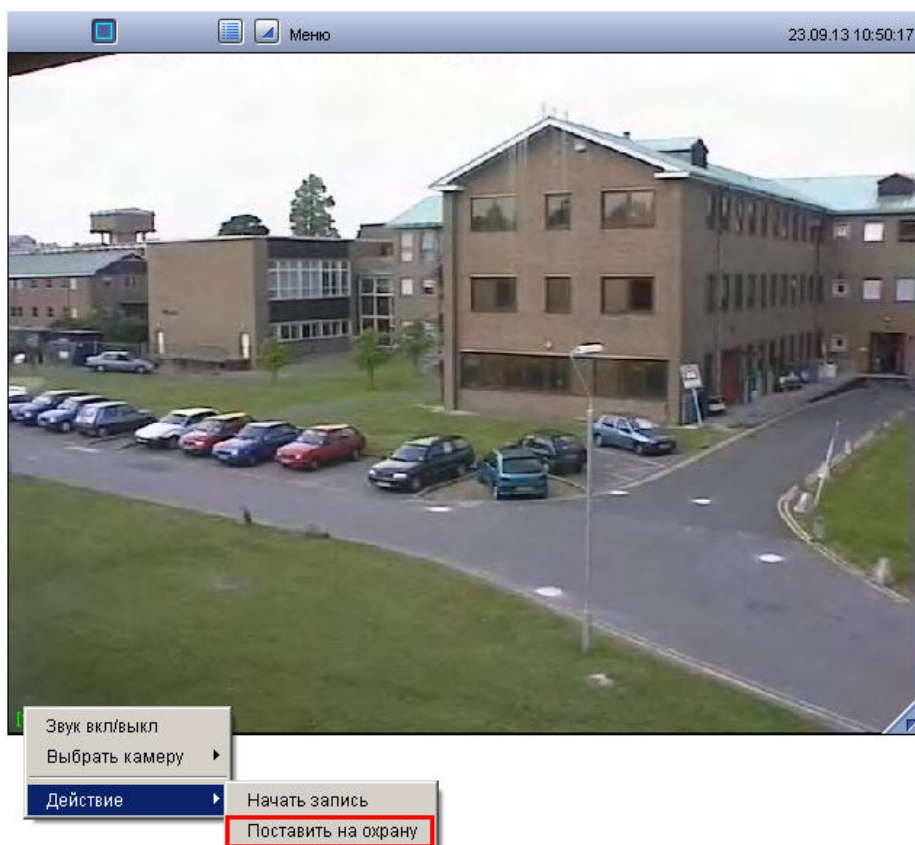 Меню
23.09.13 10:50:17
Звук вкл/выкл
Выбрать камеру
Действие
Начать запись
Поставить на охрану